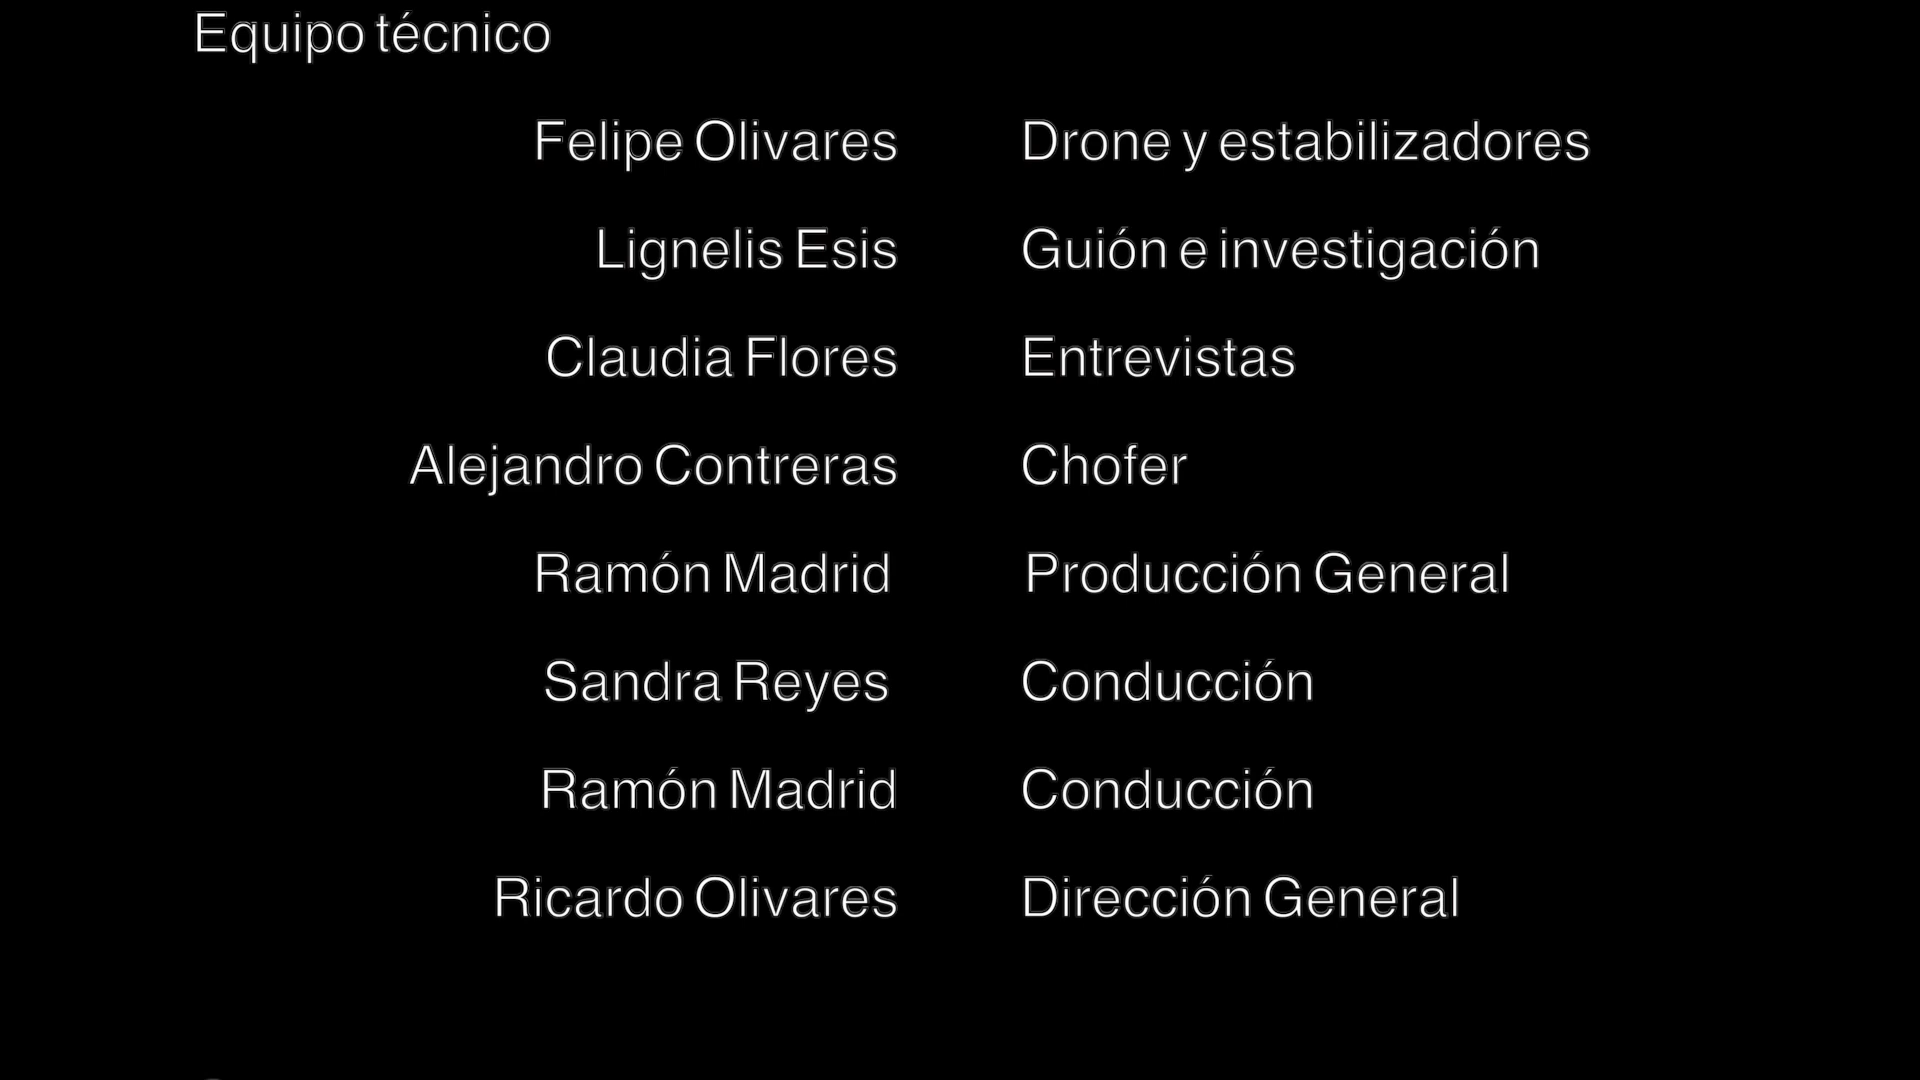 Equipo técnico
Felipe Olivares Drone y estabilizadores
Lignelis Esis Guión e investigación
Claudia Flores Entrevistas
Alejandro Contreras Chofer
Ramón Madrid Producción General
Sandra Reyes Conducción
Ramón Madrid Conducción
Ricardo Olivares Dirección General